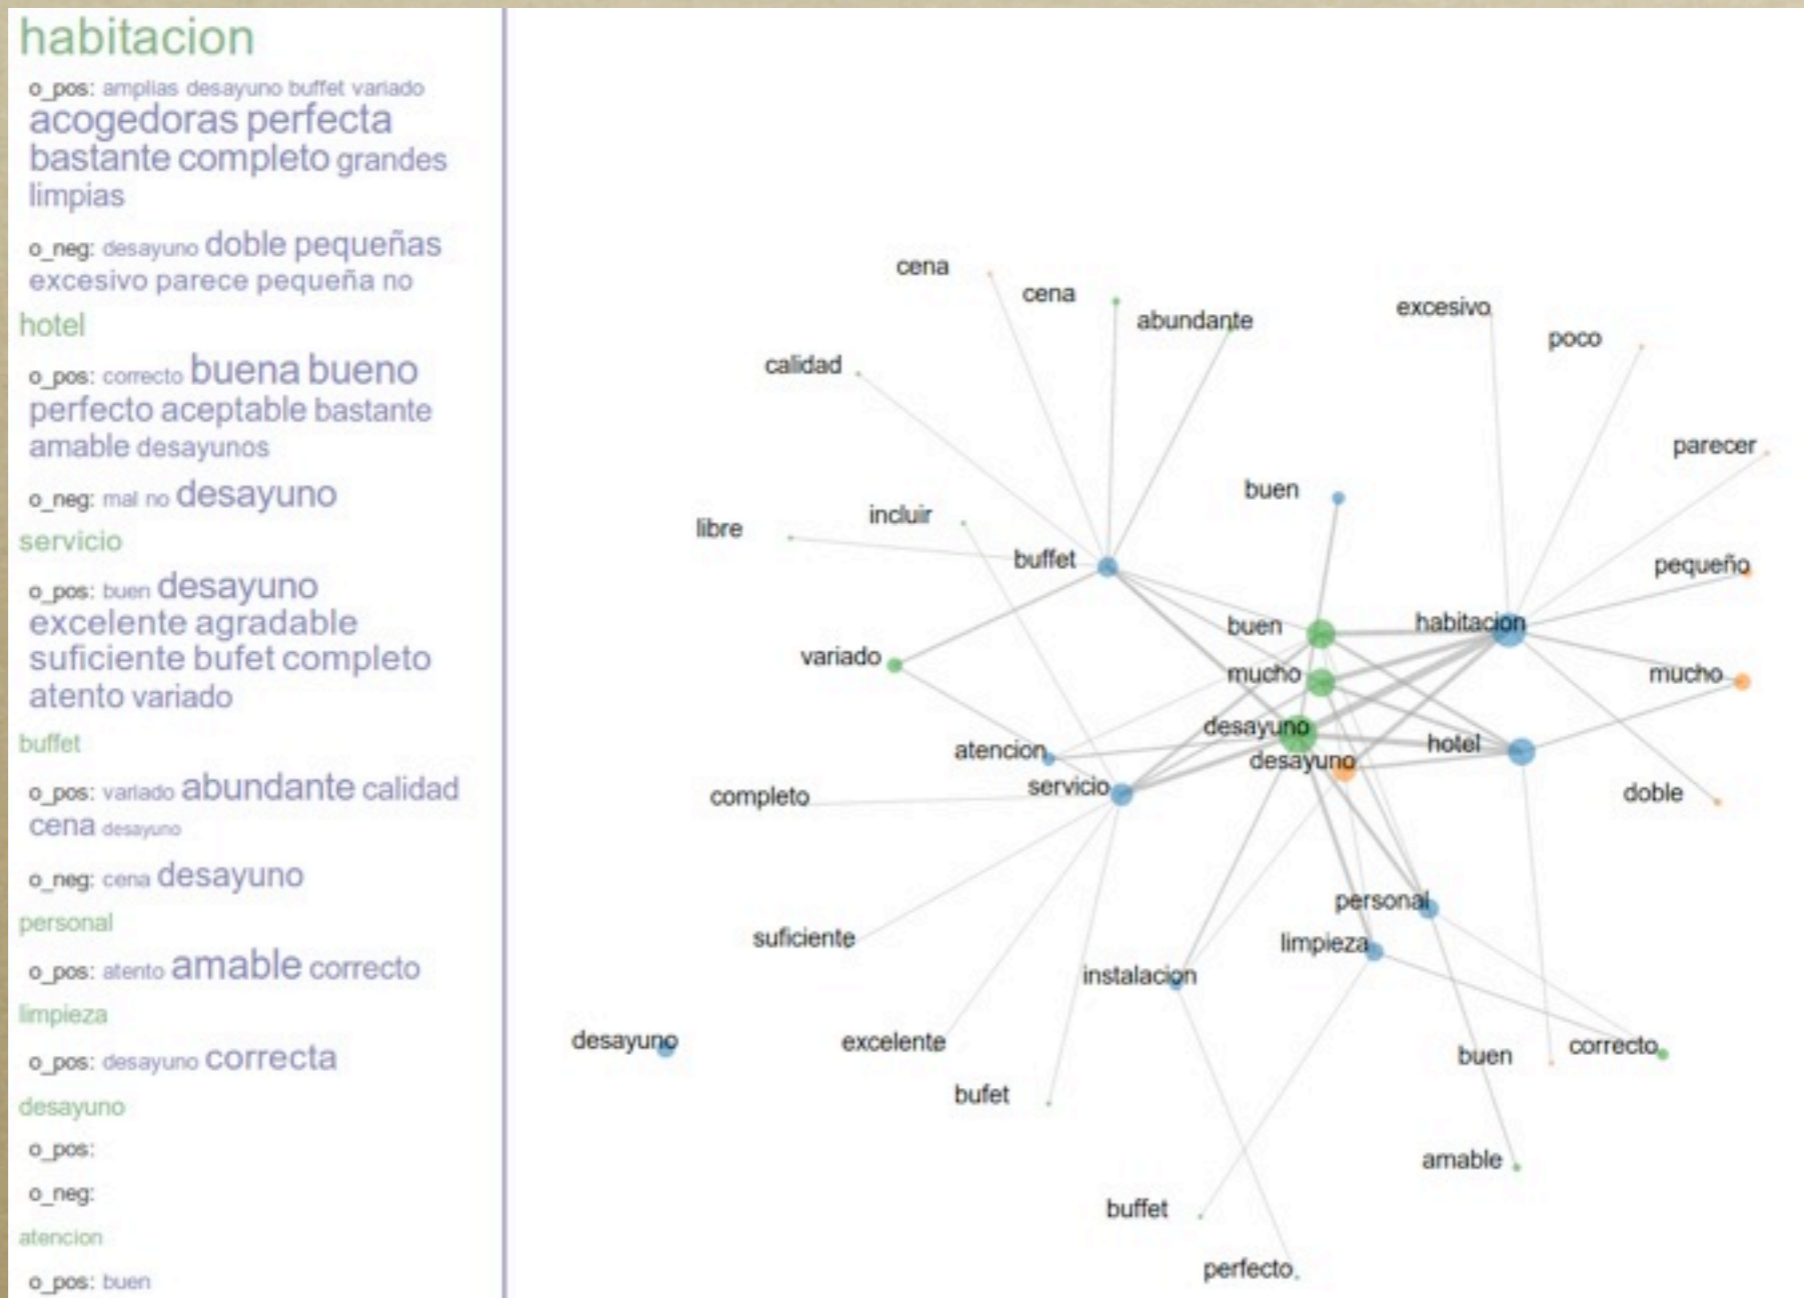 habitacion
o_pos: amplias desayuno buffet variado
acogedoras perfecta
bastante completo grandes
limpias
o_neg: desayuno doble pequeñas
excesivo parece pequeña no
hotel
o_pos: correcto buena bueno
perfecto aceptable bastante
amable desayunos
o_neg: mal no desayuno
servicio
o_pos: buen desayuno
excelente agradable
suficiente bufet completo
atento variado
buffet
o_pos: variado abundante calidad
cena desayuno
o_neg: cena desayuno
personal
o_pos: atento amable correcto
limpieza
o_pos: desayuno correcta
desayuno
o_pos:
o_neg:
atencion
o_pos: buen
cena
cena
abundante
excesivo
poco
calidad
parecer
buen
incluir
libre
buffet
pequeño
buen
habitacion
variado
mucho
mucho
desayuno
hotel
atencion
desayuno
servicio
completo
doble
personal
suficiente
limpieza
instalacion
desayuno
excelente
buen
correcto
bufet
amable
buffet
perfecto